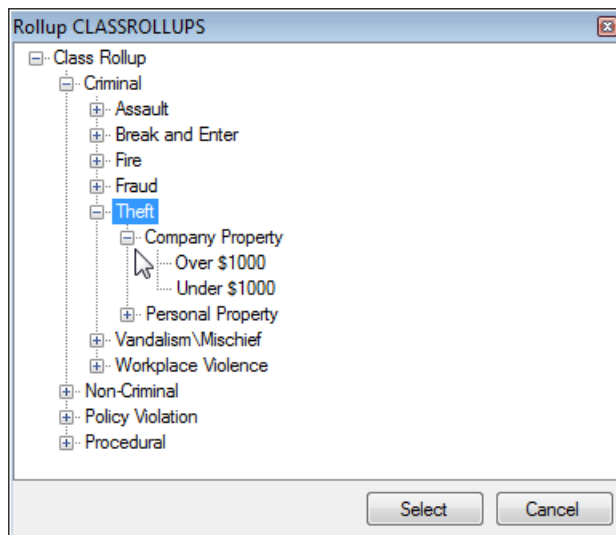 Rollup CLASSROLLUPS
Class Rollup
Criminal
Assault
Break and Enter
Fire
Fraud
Theft
Company Property
Over $1000
Under $1000
Personal Property
Vandalism\Mischief
Workplace Violence
Non-Criminal
Policy Violation
Procedural
Select Cancel